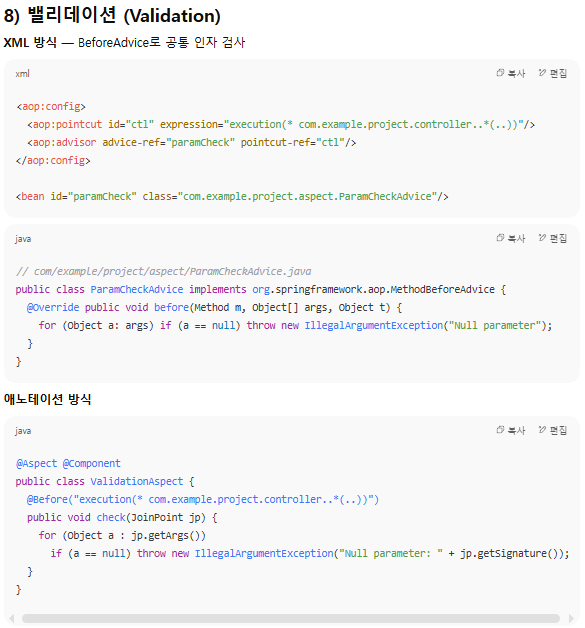 8) 밸리데이션 (Validation)
XML 방식 — BeforeAdvice로 공통 인자 검사
xml
복사
편집
<aop:config>
  <aop:pointcut id="ctl" expression="execution(* com.example.project.controller..*(..))"/>
  <aop:advisor advice-ref="paramCheck" pointcut-ref="ctl"/>
</aop:config>
<bean id="paramCheck" class="com.example.project.aspect.ParamCheckAdvice"/>
java
복사
편집
// com/example/project/aspect/ParamCheckAdvice.java
public class ParamCheckAdvice implements org.springframework.aop.MethodBeforeAdvice {
  @Override public void before(Method m, Object[] args, Object t) {
    for (Object a: args) if (a == null) throw new IllegalArgumentException("Null parameter");
  }
}
애노테이션 방식
java
복사
편집
@Aspect @Component
public class ValidationAspect {
  @Before("execution(* com.example.project.controller..*(..))")
  public void check(JoinPoint jp) {
    for (Object a : jp.getArgs())
      if (a == null) throw new IllegalArgumentException("Null parameter: " + jp.getSignature());
  }
}